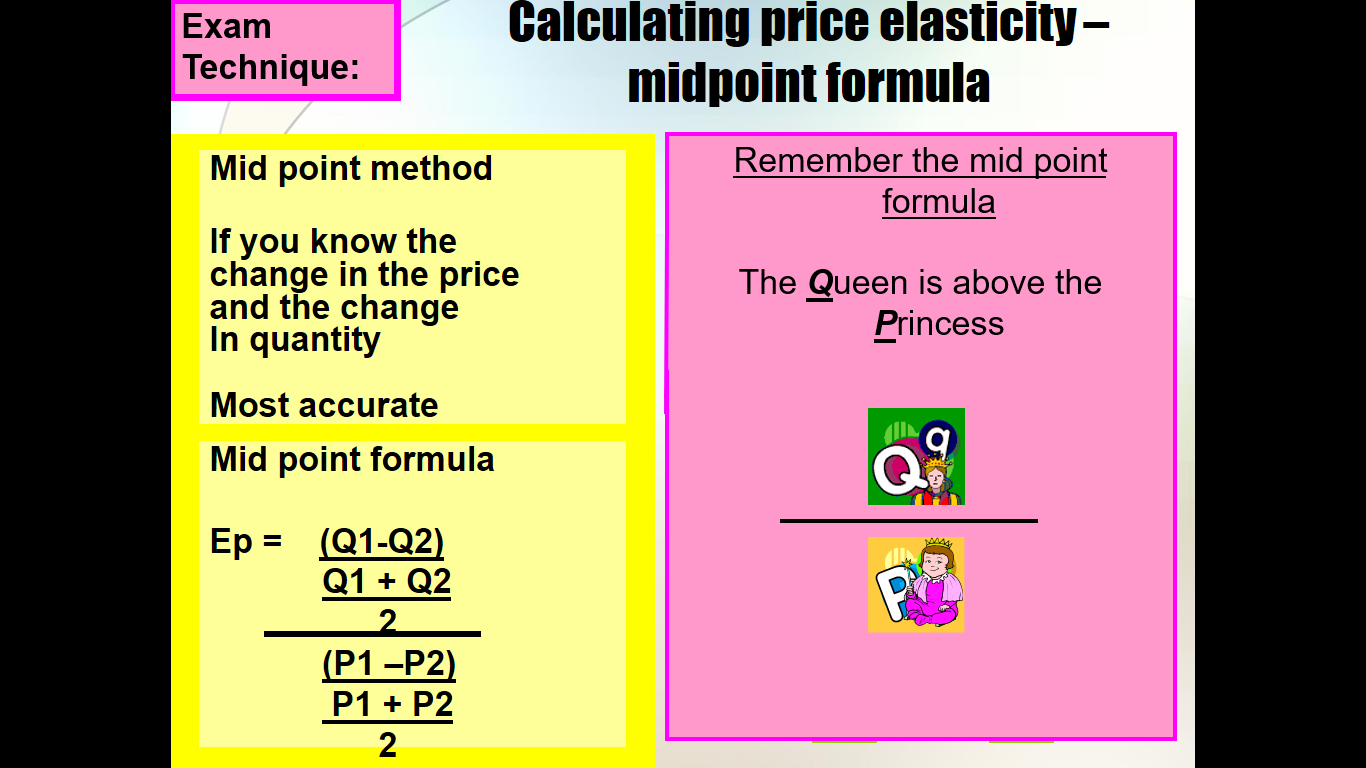 Exam
Technique:
Calculating price elasticity –
midpoint formula
Mid point method
If you know the
change in the price
and the change
In quantity
Most accurate
Mid point formula
Ep = (Q1-Q2)
Q1 + Q2
2
(P1 –P2)
P1 + P2
2
Remember the mid point
formula
The Queen is above the
Princess
Q q
P